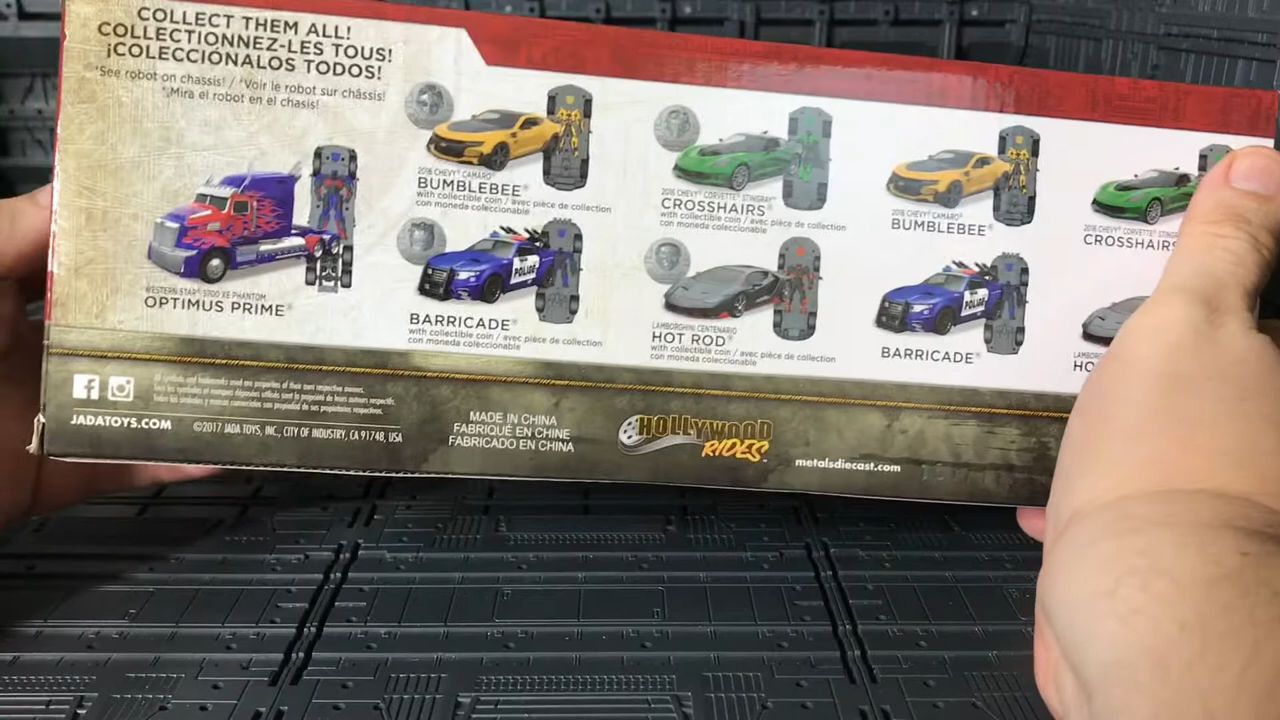 COLLECT THEM ALL!
COLLECTIONNEZ-LES TOUS!
¡COLECCIÓNALOS TODOS!
*See robot on chassis! / *Voir le robot sur châssis!
*¡Mira el robot en el chasis!
WESTERN STAR® 5700 XE PHANTOM
OPTIMUS PRIME®
2016 CHEVY® CAMARO®
BUMBLEBEE®
with collectible coin / avec pièce de collection
con moneda coleccionable
POLICE
BARRICADE®
with collectible coin / avec pièce de collection
con moneda coleccionable
2016 CHEVY® CORVETTE® STINGRAY®
CROSSHAIRS®
with collectible coin / avec pièce de collection
con moneda coleccionable
LAMBORGHINI CENTENARIO
HOT ROD®
with collectible coin / avec pièce de collection
con moneda coleccionable
2016 CHEVY® CAMARO®
BUMBLEBEE®
POLICE
BARRICADE®
2016 CHEVY® CORVETTE®
CROSSHAIRS
JADATOYS.COM
©2017 JADA TOYS, INC., CITY OF INDUSTRY, CA 91748, USA
MADE IN CHINA
FABRIQUÉ EN CHINE
FABRICADO EN CHINA
HOLLYWOOD
RIDES™
metalsdiecast.com